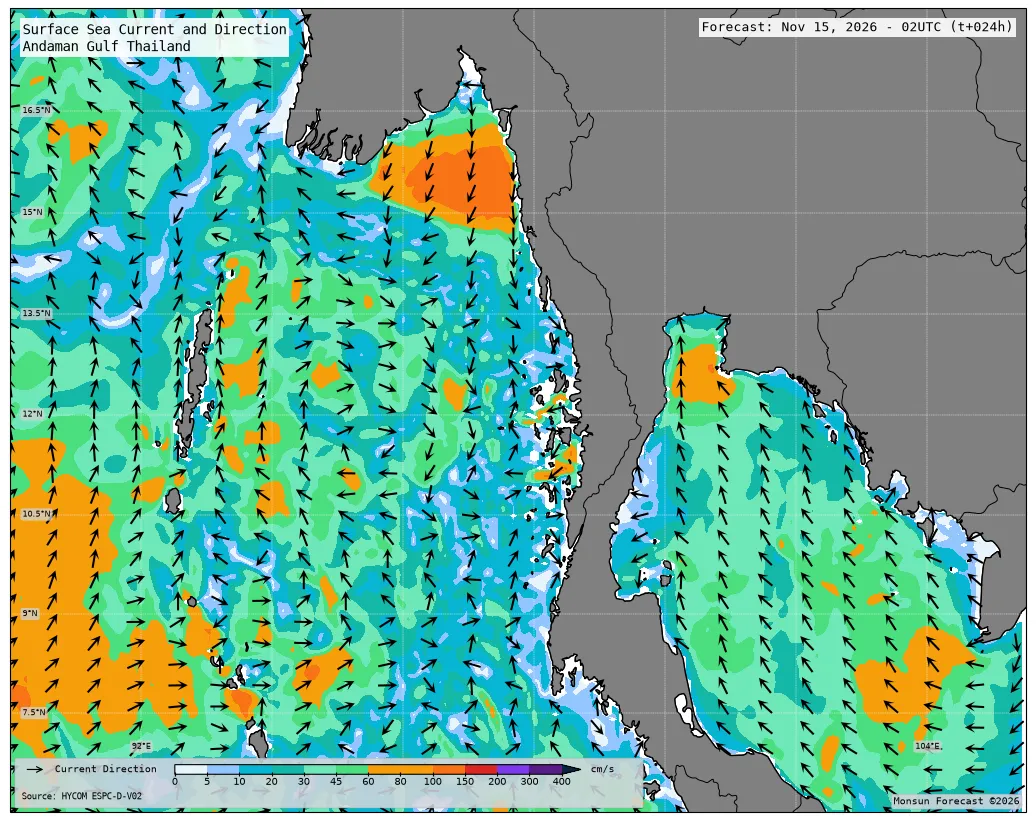 Surface Sea Current and Direction
Andaman Gulf Thailand
Forecast: Nov 15, 2026 - 02UTC (t+024h)
16.5°N
15°N
13.5°N
12°N
10.5°N
9°N
7.5°N
92°E
104°E
Current Direction
0 5 10 20 30 45 60 80 100 150 200 300 400 cm/s
Source: HYCOM ESPC-D-V02
Monsun Forecast ©2026